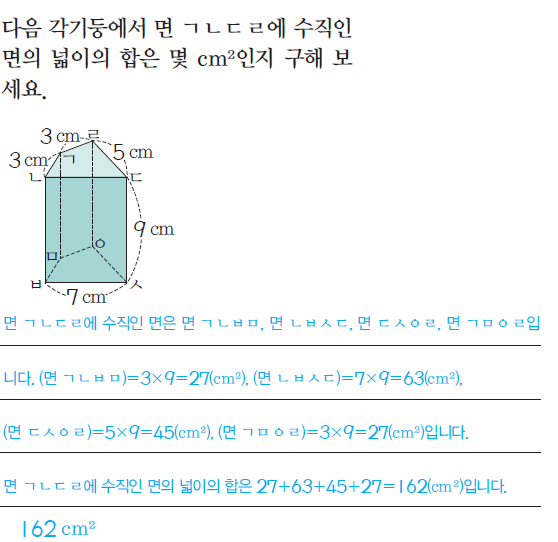 다음 각기둥에서 면 ㄱㄴㄷㄹ에 수직인
면의 넓이의 합은 몇 cm²인지 구해 보
세요.
3 cm
ㄹ
3 cm
ㄱ
5 cm
ㄴ
ㄷ
9 cm
ㅁ
ㅇ
ㅂ
ㅅ
7 cm
면 ㄱㄴㄷㄹ에 수직인 면은 면 ㄱㄴㅂㅁ, 면 ㄴㅂㅅㄷ, 면 ㄷㅅㅇㄹ, 면 ㄱㅁㅇㄹ입
니다. (면 ㄱㄴㅂㅁ)=3×9=27(cm²), (면 ㄴㅂㅅㄷ)=7×9=63(cm²),
(면 ㄷㅅㅇㄹ)=5×9=45(cm²), (면 ㄱㅁㅇㄹ)=3×9=27(cm²)입니다.
면 ㄱㄴㄷㄹ에 수직인 면의 넓이의 합은 27+63+45+27=162(cm²)입니다.
162 cm²